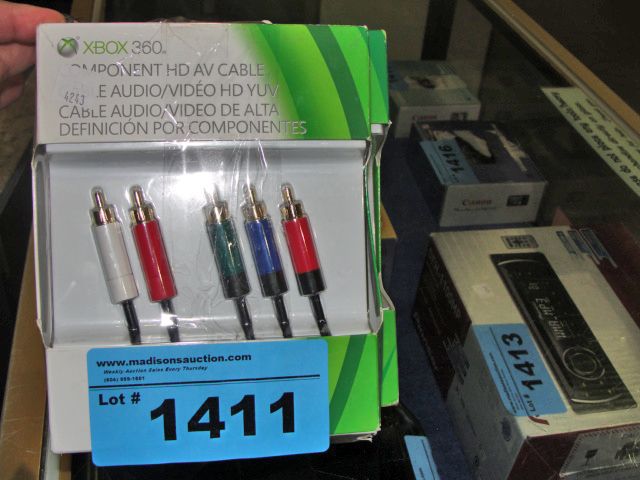 XBOX 360
COMPONENT HD AV CABLE
AUDIO/VIDÉO HD YUV
CABLE AUDIO/VIDEO DE ALTA
DEFINICIÓN POR COMPONENTES
4243
www.madisonsauction.com
Weekly Auction Sales Every Thursday
Lot # 1411
Canon
1416
Canon
1413